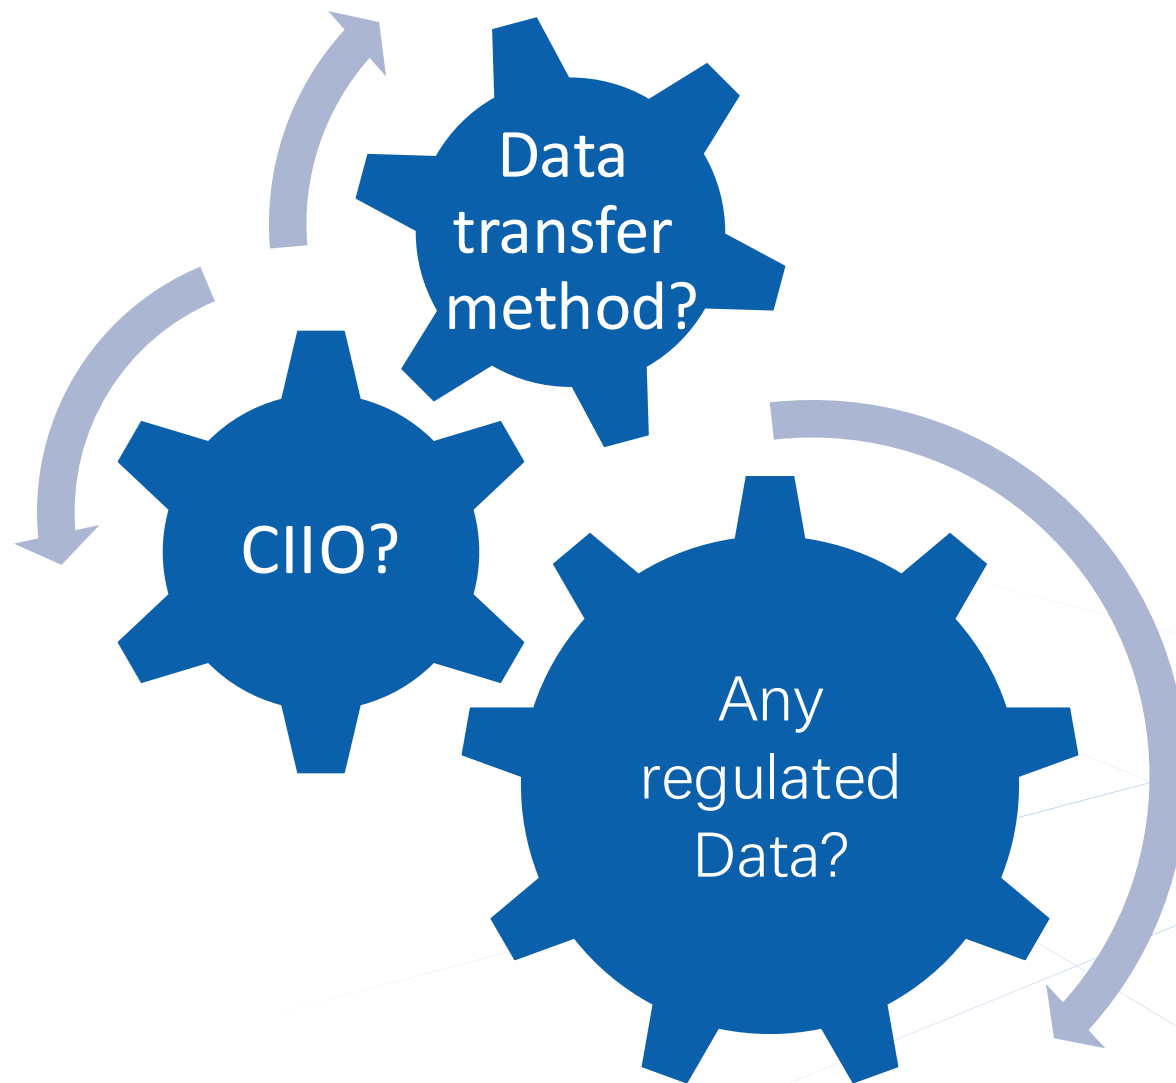 Data
transfer
method?
CIIO?
Any
regulated
Data?